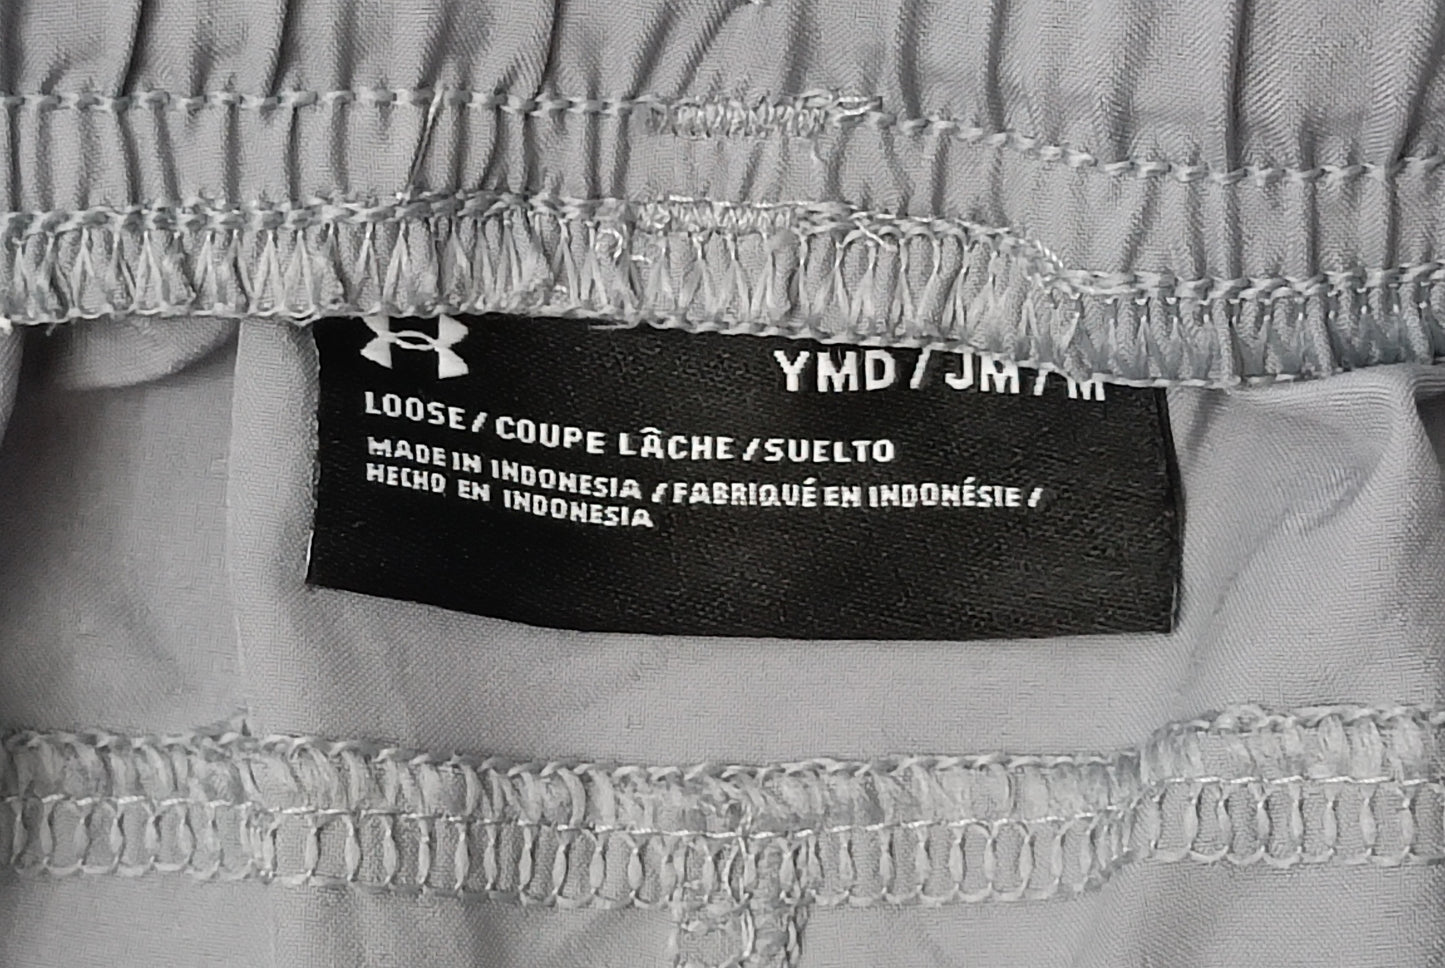 YMD / JM / M
LOOSE / COUPE LÂCHE / SUELTO
MADE IN INDONESIA / FABRIQUÉ EN INDONÉSIE /
HECHO EN INDONESIA